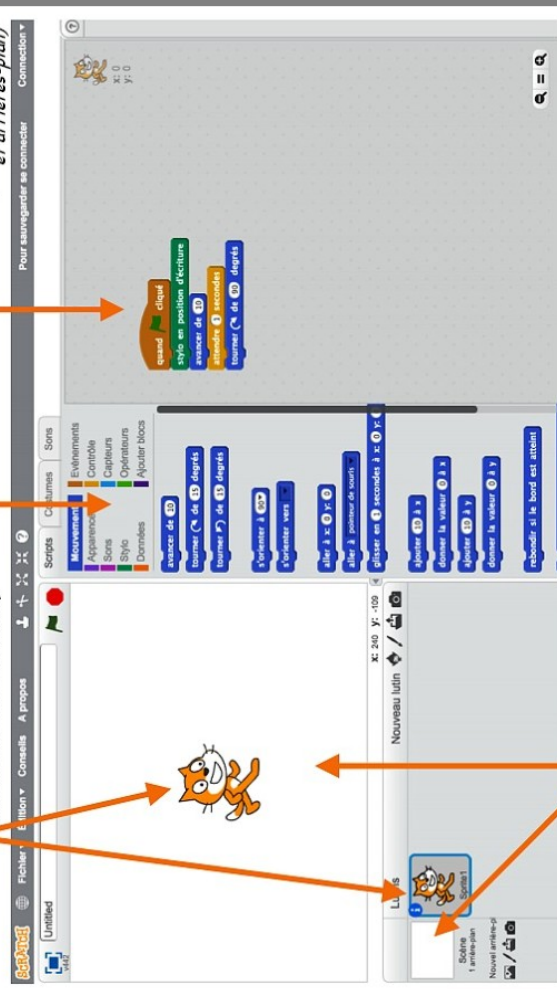 et arrières-plan)
SCRATCH Fichier Édition Conseils A propos Pour sauvegarder se connecter Connection
Untitled
v442
x: 240 y: -109
Scripts Costumes Sons
Mouvement Evènements
Apparence Contrôle
Sons Capteurs
Stylo Opérateurs
Données Ajouter blocs
avancer de 10
tourner de 15 degrés
tourner de 15 degrés
s'orienter à 90
s'orienter vers
aller à x: 0 y: 0
aller à pointeur de souris
glisser en 1 secondes à x: 0 y:
ajouter 10 à x
donner la valeur 0 à x
ajouter 10 à y
donner la valeur 0 à y
rebondir si le bord est atteint
quand cliqué
stylo en position d'écriture
avancer de 10
attendre 1 secondes
tourner de 90 degrés
x: 0
y: 0
Nouveau lutin
Sprite1
Scène
1 arrière-plan
Nouvel arrière-pl